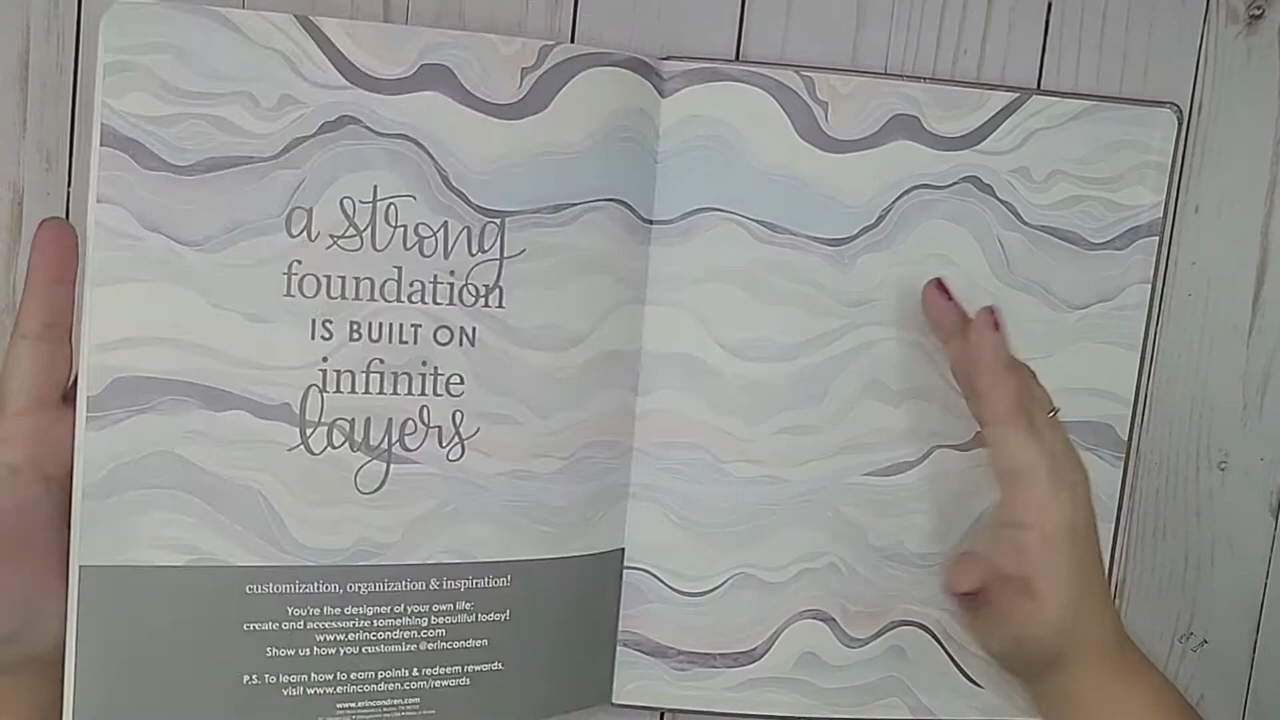 a strong
foundation
IS BUILT ON
infinite
layers
customization, organization & inspiration!
You're the designer of your own life;
create and accessorize something beautiful today!
www.erincondren.com
Show us how you customize @erincondren
P.S. To learn how to earn points & redeem rewards,
visit www.erincondren.com/rewards
www.erincondren.com